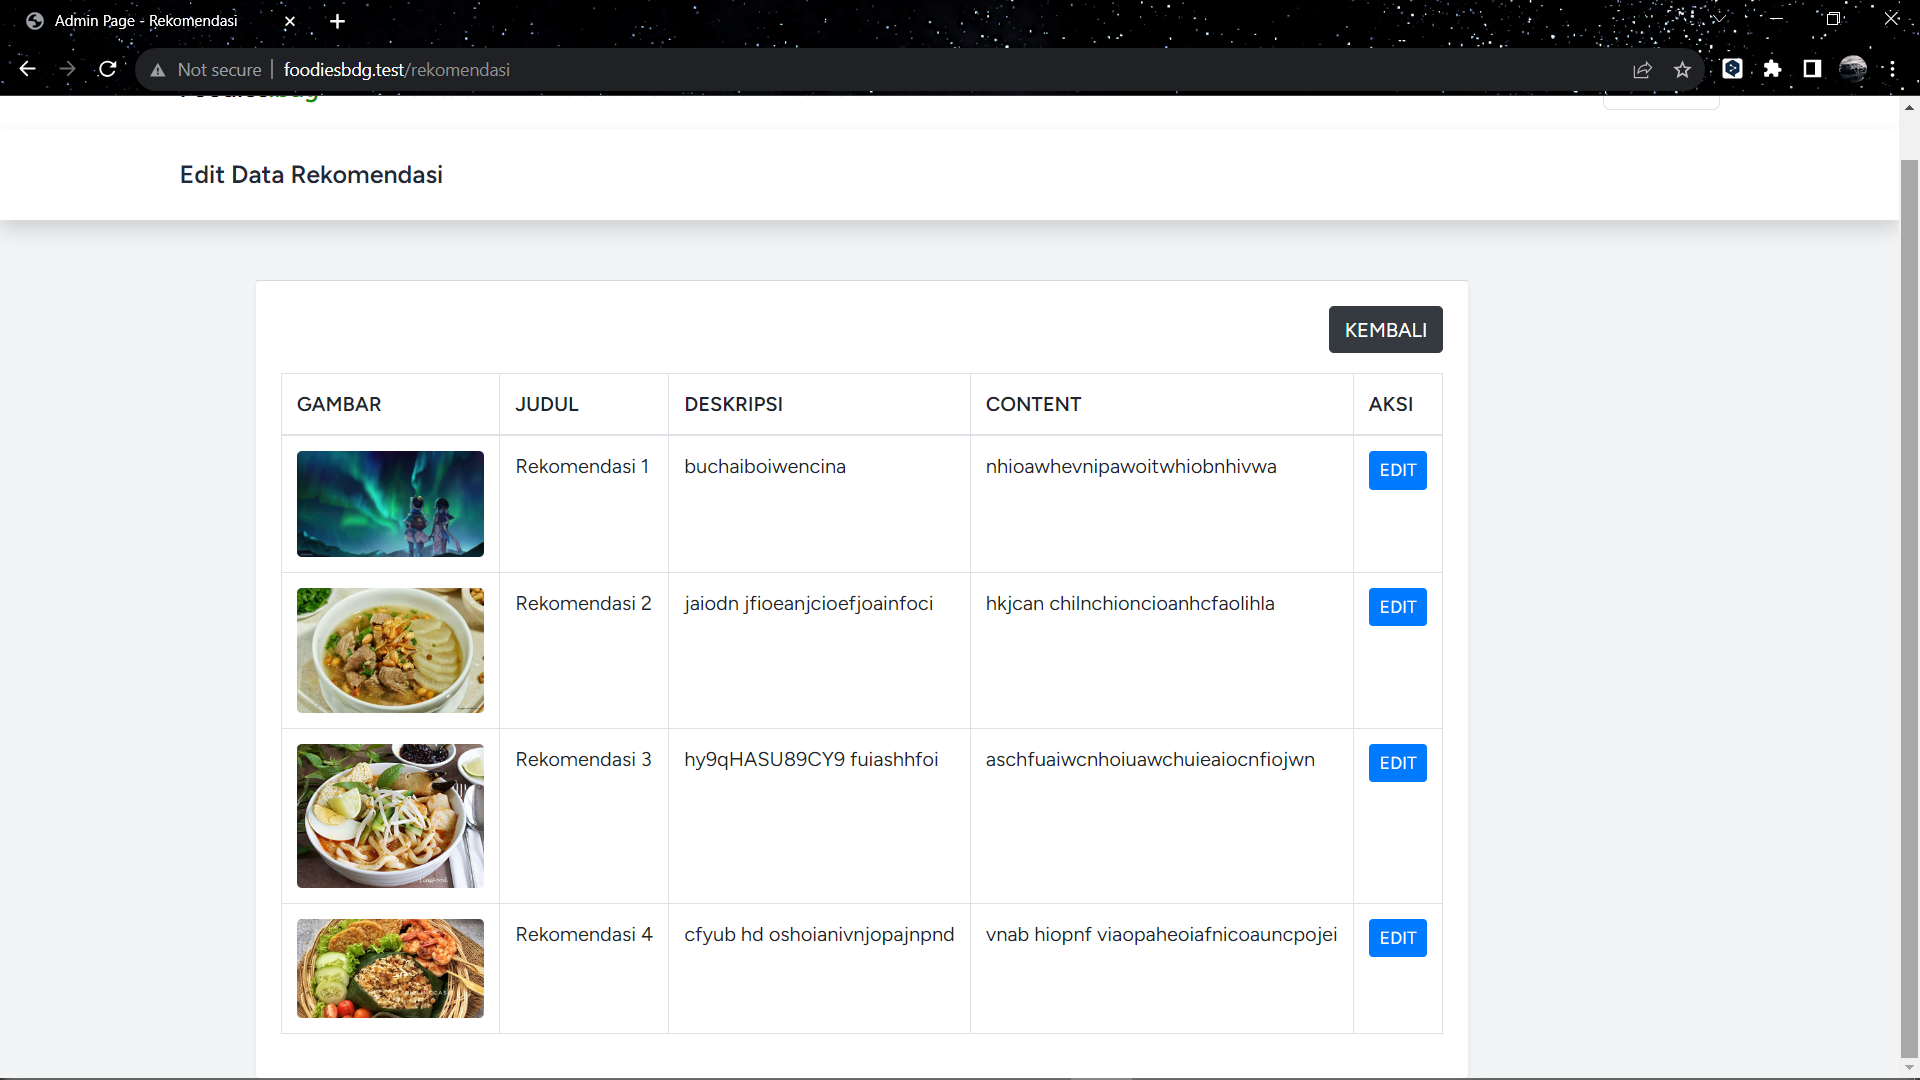 Admin Page - Rekomendasi
Not secure foodiesbdg.test/rekomendasi
Edit Data Rekomendasi
KEMBALI
GAMBAR JUDUL DESKRIPSI CONTENT AKSI
Rekomendasi 1 buchaiboiwencina nhioawhevnipawoitwhiobnhivwa EDIT
Rekomendasi 2 jaiodn jfioeanjcioefjoainfoci hkjcan chilnchioncioanhcfaolihla EDIT
Rekomendasi 3 hy9qHASU89CY9 fuiashhfoi aschfuaiwcnhoiuawchuieaiocnfiojwn EDIT
Rekomendasi 4 cfyub hd oshoianivnjopajnpnd vnab hiopnf viaopaheoiafnicoauncpojei EDIT